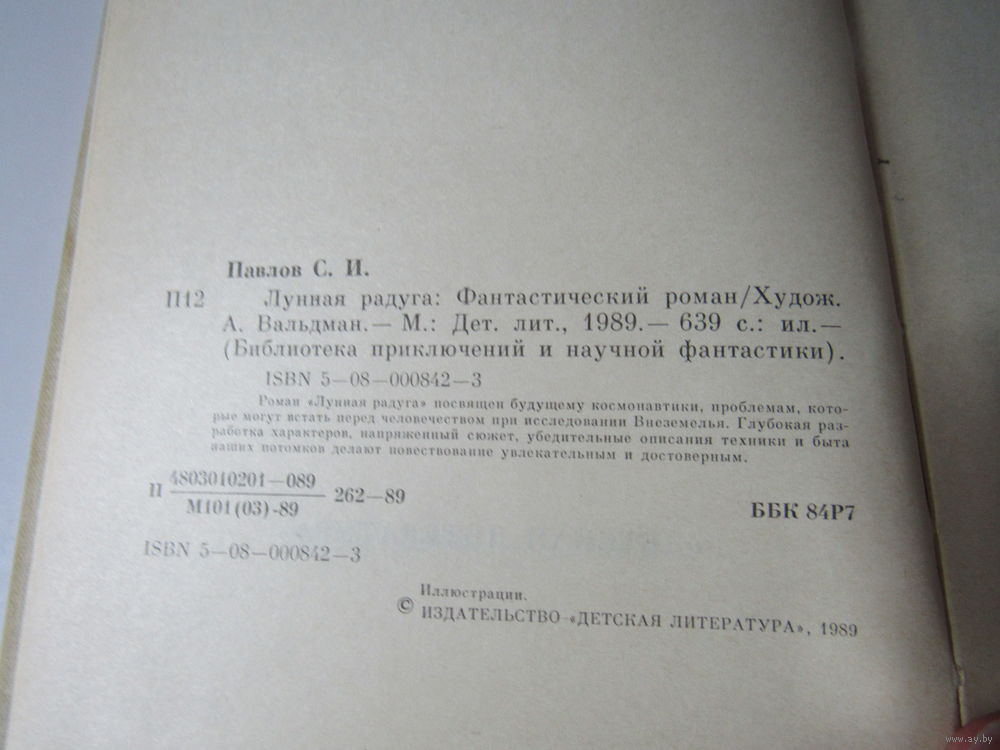 Павлов С. И.
П12 Лунная радуга: Фантастический роман/Худож.
А. Вальдман.— М.: Дет. лит., 1989.— 639 с.: ил.—
(Библиотека приключений и научной фантастики).
ISBN 5—08—000842—3
Роман «Лунная радуга» посвящен будущему космонавтики, проблемам, кото-
рые могут встать перед человечеством при исследовании Внеземелья. Глубокая раз-
работка характеров, напряженный сюжет, убедительные описания техники и быта
наших потомков делают повествование увлекательным и достоверным.
П 4803010201—089
М101(03)-89
262—89
ББК 84Р7
ISBN 5—08—000842—3
Иллюстрации.
© ИЗДАТЕЛЬСТВО «ДЕТСКАЯ ЛИТЕРАТУРА», 1989
www.ay.by